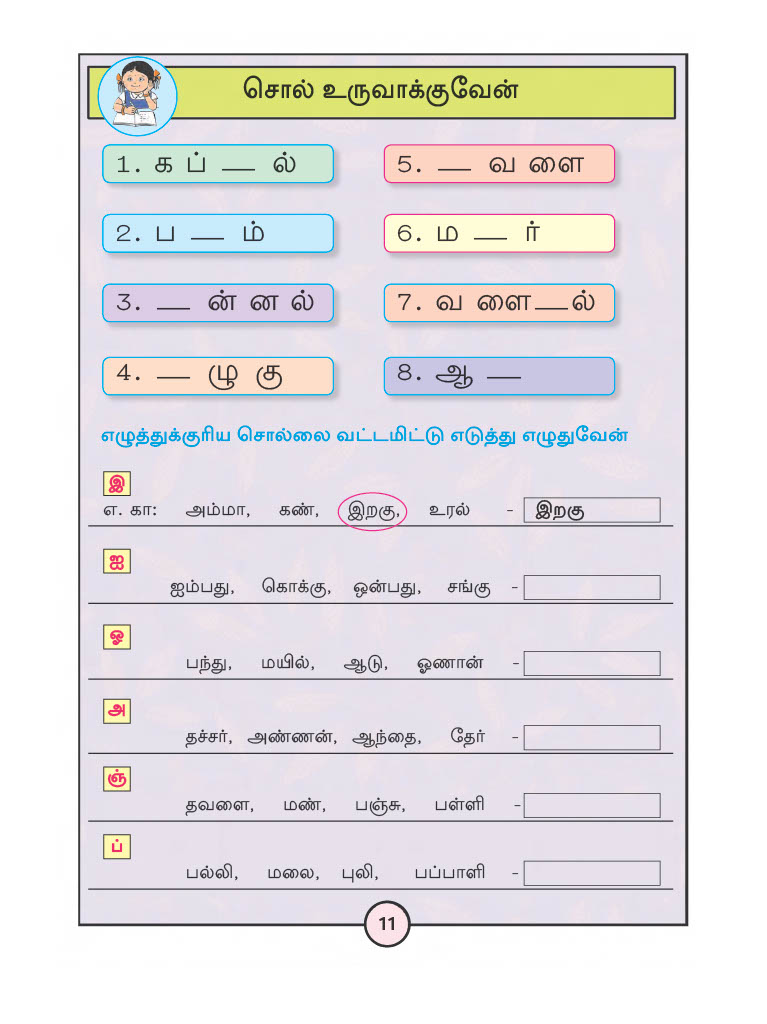 சொல் உருவாக்குவேன்
1. க ப் __ ல்
5. __ வ ளை
2. ப __ ம்
6. ம __ ர்
3. __ ன் ன ல்
7. வ ளை__ல்
4. __ ழு கு
8. ஆ __
எழுத்துக்குரிய சொல்லை வட்டமிட்டு எடுத்து எழுதுவேன்
இ
எ. கா: அம்மா, கண், இறகு, உரல் - இறகு
ஐ
ஐம்பது, கொக்கு, ஒன்பது, சங்கு -
ஓ
பந்து, மயில், ஆடு, ஓணான் -
அ
தச்சர், அண்ணன், ஆந்தை, தேர் -
ஞ்
தவளை, மண், பஞ்சு, பள்ளி -
ப்
பல்லி, மலை, புலி, பப்பாளி -
11